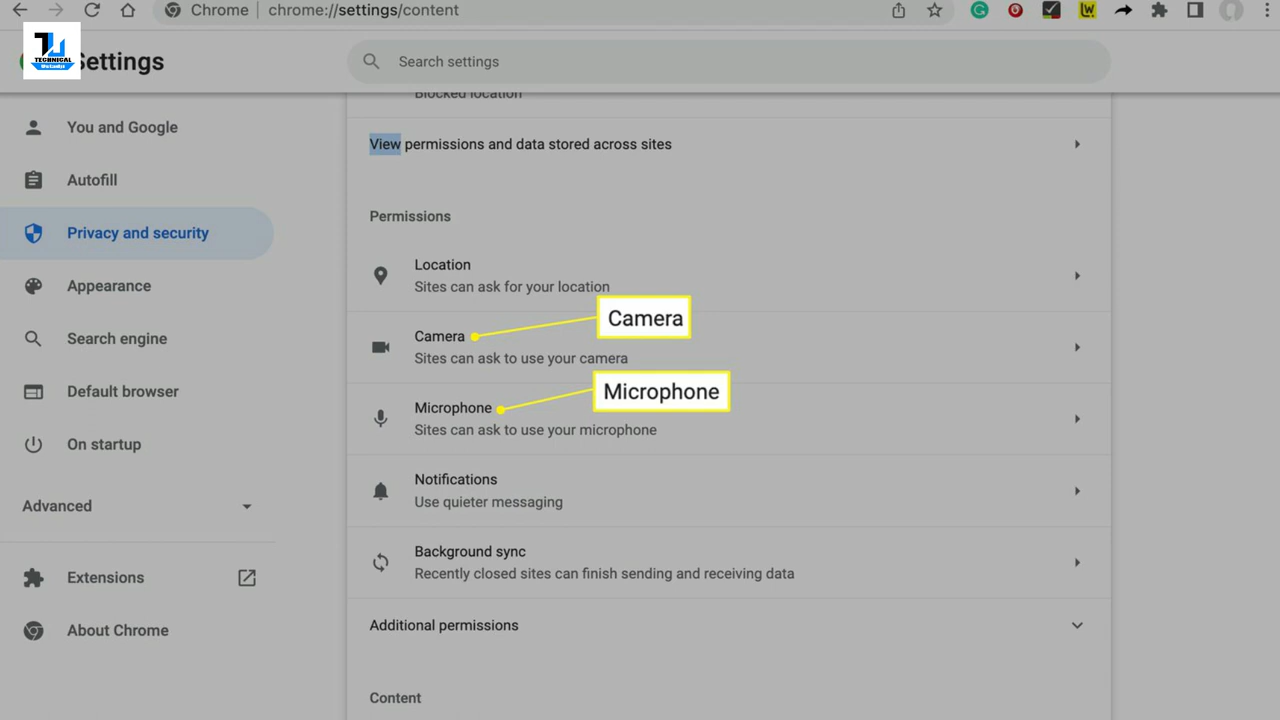 Chrome | chrome://settings/content
TECHNICAL
Settings
Search settings
You and Google
Autofill
Privacy and security
Appearance
Search engine
Default browser
On startup
Advanced
Extensions
About Chrome
Blocked location
View permissions and data stored across sites
Permissions
Location
Sites can ask for your location
Camera
Camera
Sites can ask to use your camera
Microphone
Microphone
Sites can ask to use your microphone
Notifications
Use quieter messaging
Background sync
Recently closed sites can finish sending and receiving data
Additional permissions
Content